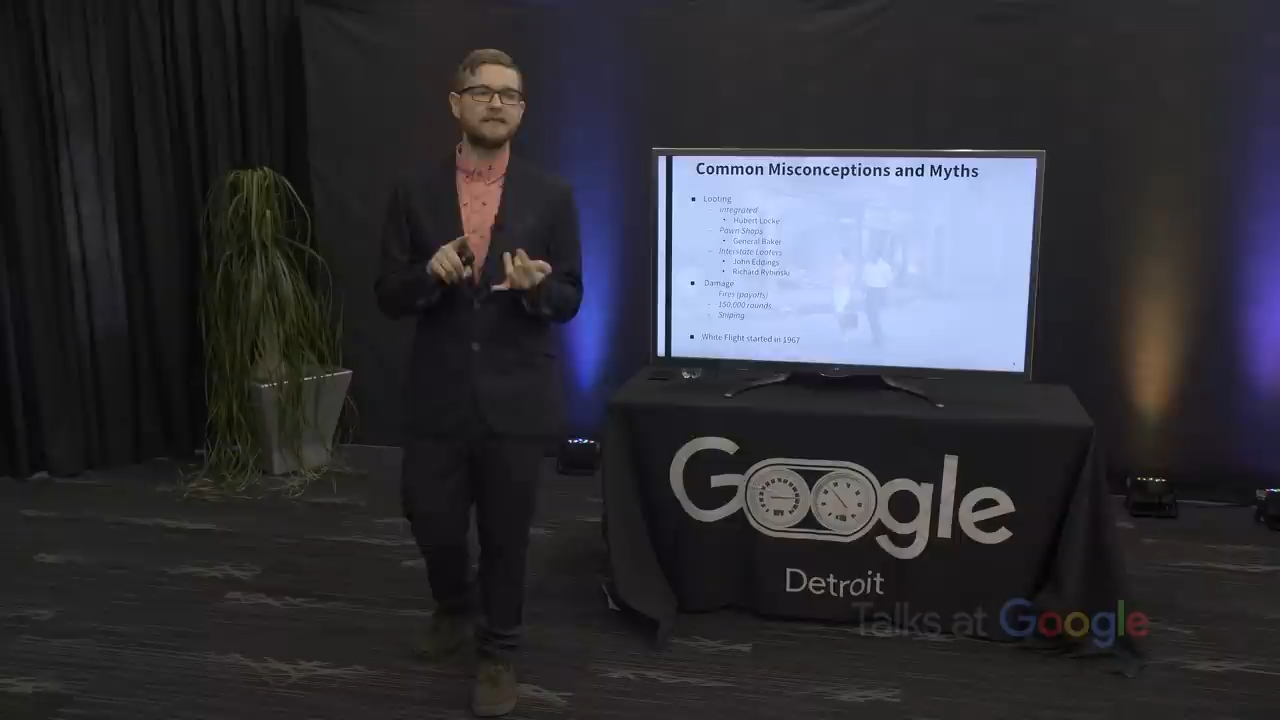 Common Misconceptions and Myths
▪ Looting
- Integrated
• Hubert Locke
- Pawn Shops
• General Baker
- Interstate Looters
• John Eddings
• Richard Rybinski
▪ Damage
- Fires (payoffs)
- 150,000 rounds
- Sniping
▪ White Flight started in 1967
Google
Detroit
Talks at Google